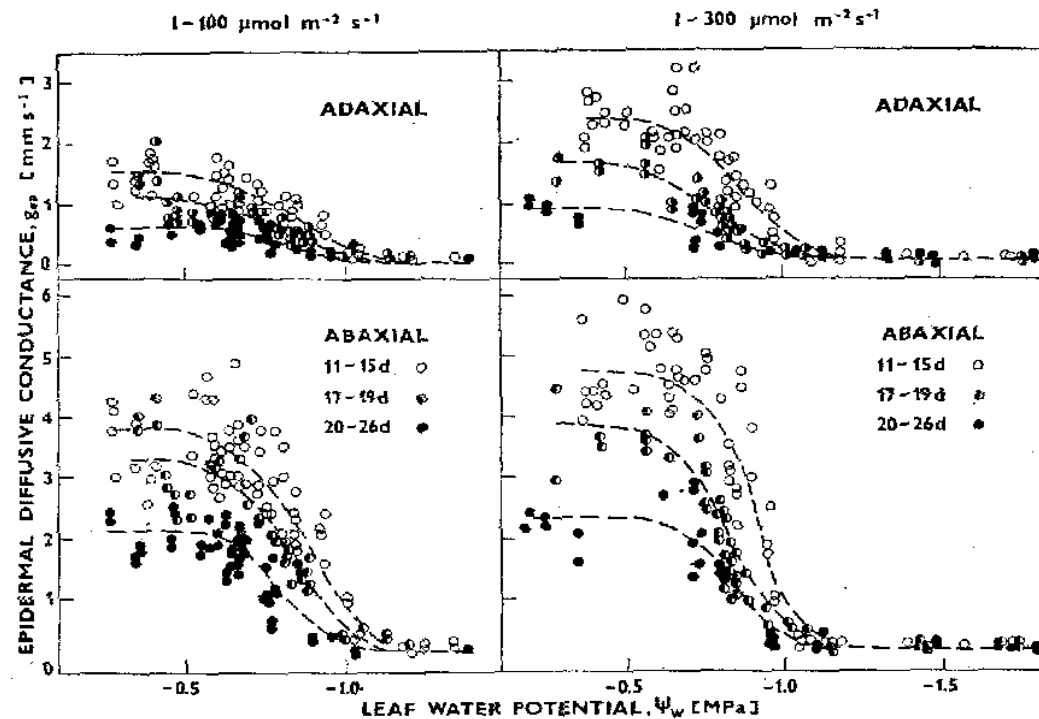 I-100 μmol m⁻² s⁻¹ I-300 μmol m⁻² s⁻¹
EPIDERMAL DIFFUSIVE CONDUCTANCE, gep [mm s⁻¹]
3
2
1
0
ADAXIAL
ADAXIAL
6
5
4
3
2
1
0
ABAXIAL
11-15d
17-19d
20-26d
ABAXIAL
11-15d
17-19d
20-26d
-0.5 -1.0 -0.5 -1.0 -1.5
LEAF WATER POTENTIAL, Ψw [MPa]